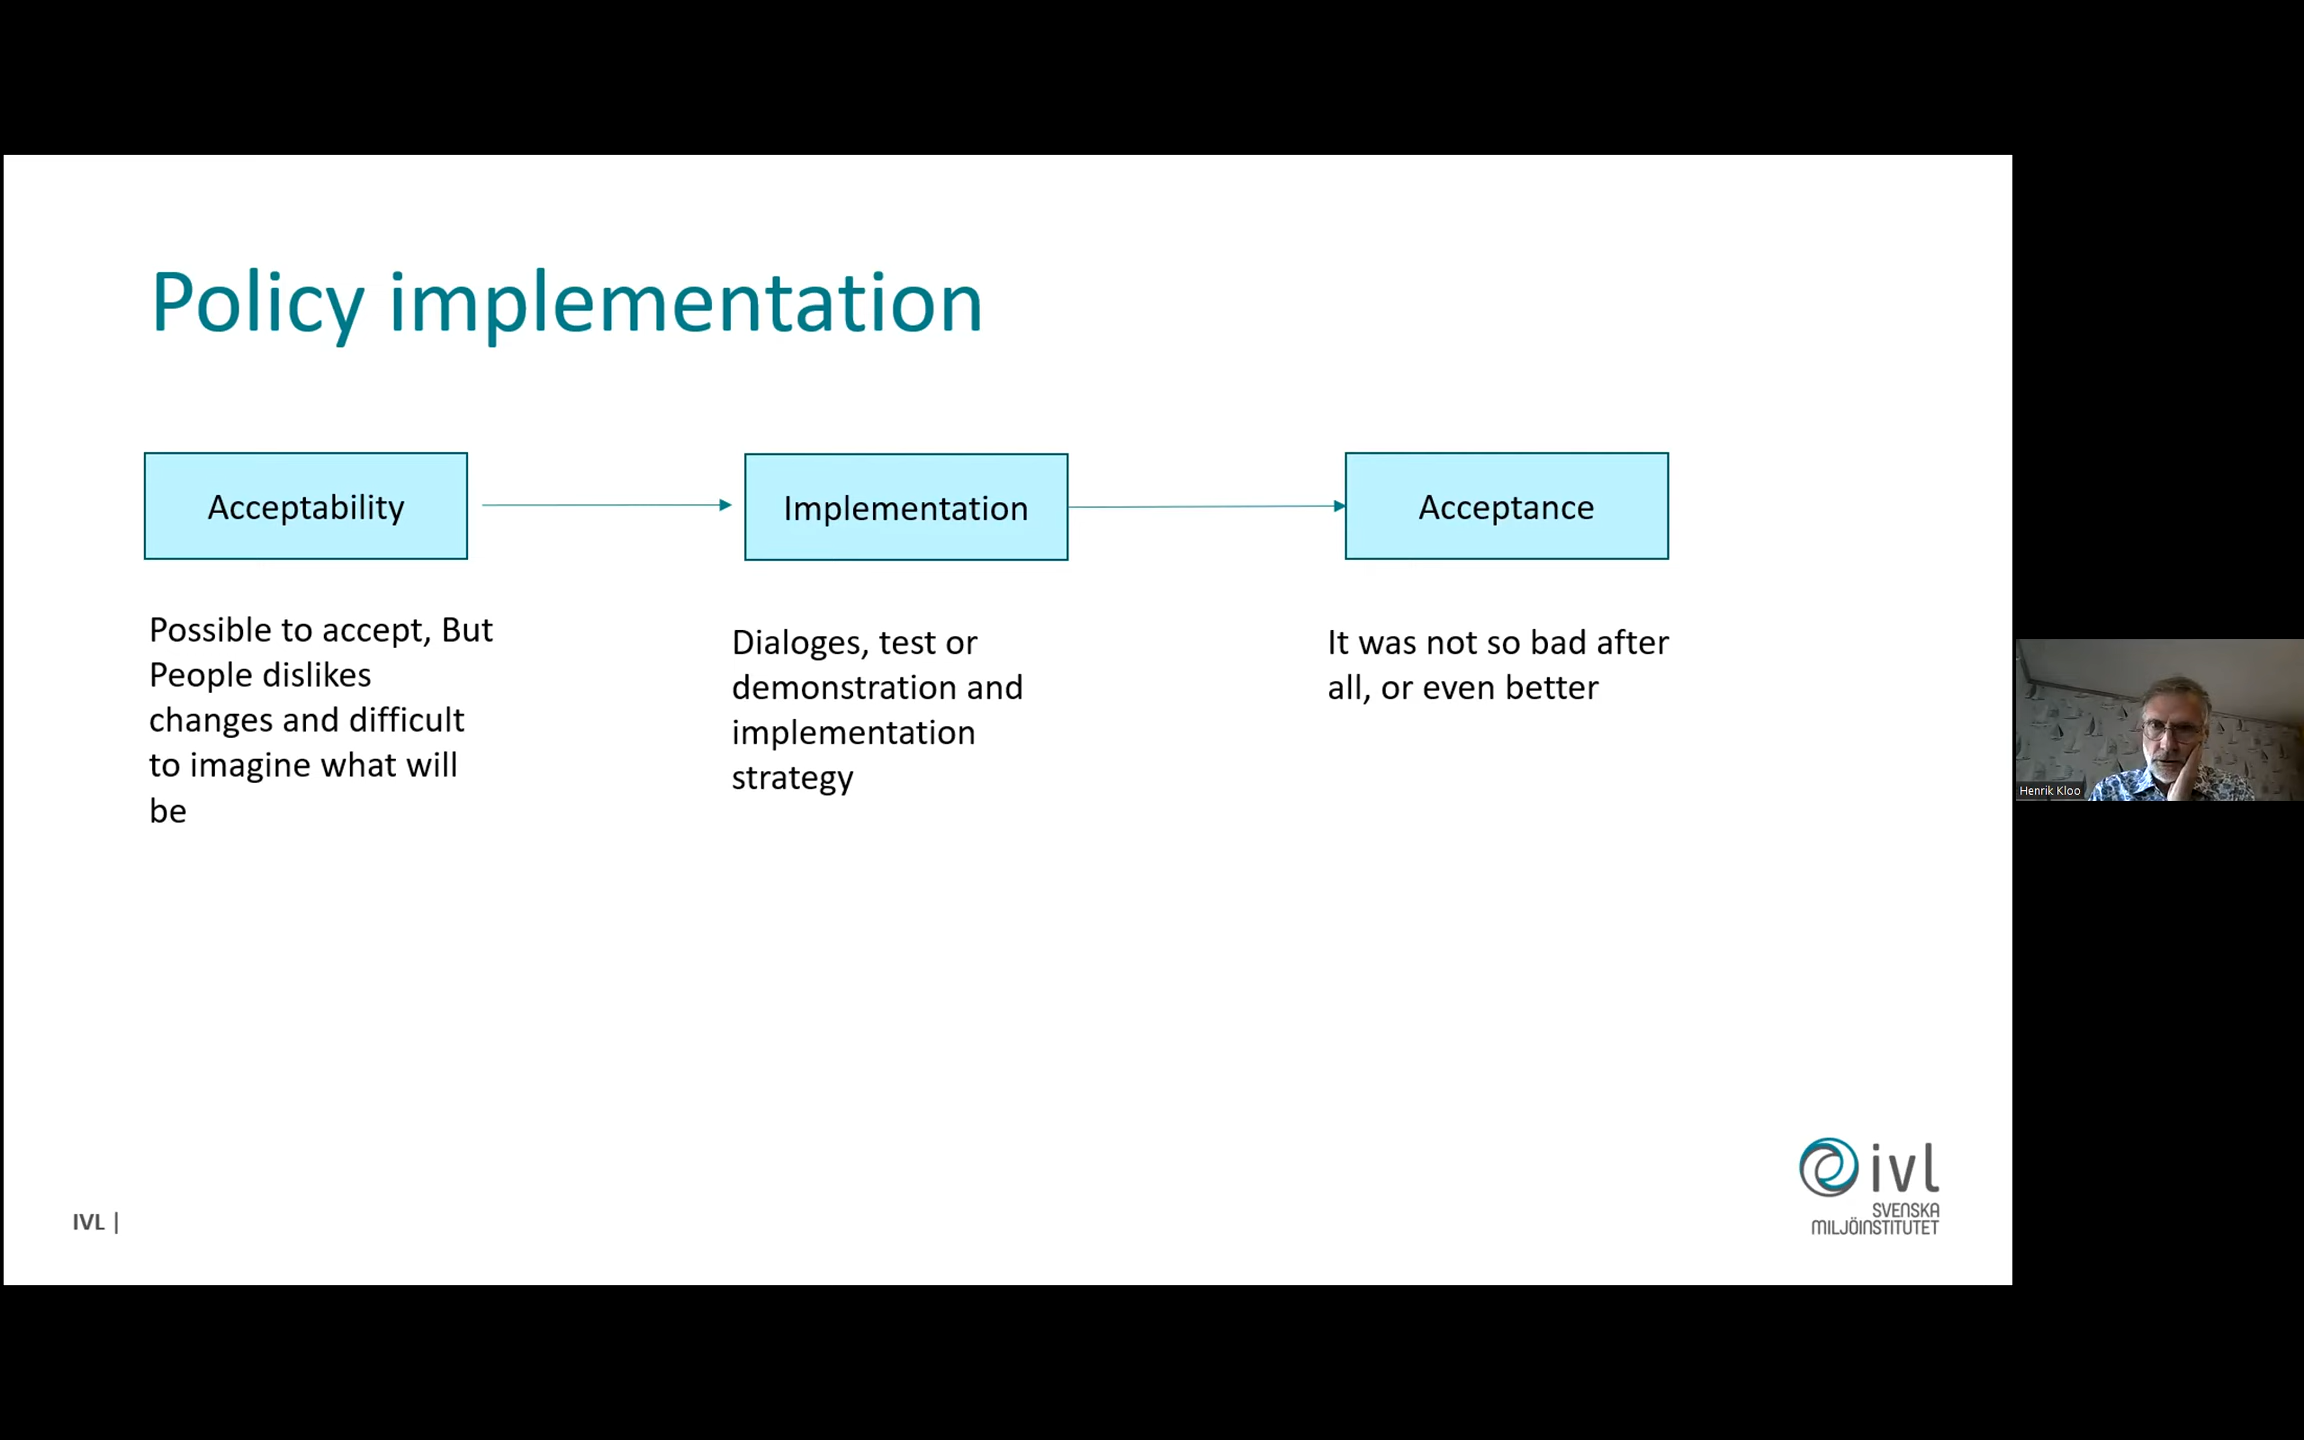 Policy implementation
Acceptability
Implementation
Acceptance
Possible to accept, But
People dislikes
changes and difficult
to imagine what will
be
Dialoges, test or
demonstration and
implementation
strategy
It was not so bad after
all, or even better
Henrik Kloo
IVL |
ivl
SVENSKA
MILJÖINSTITUTET